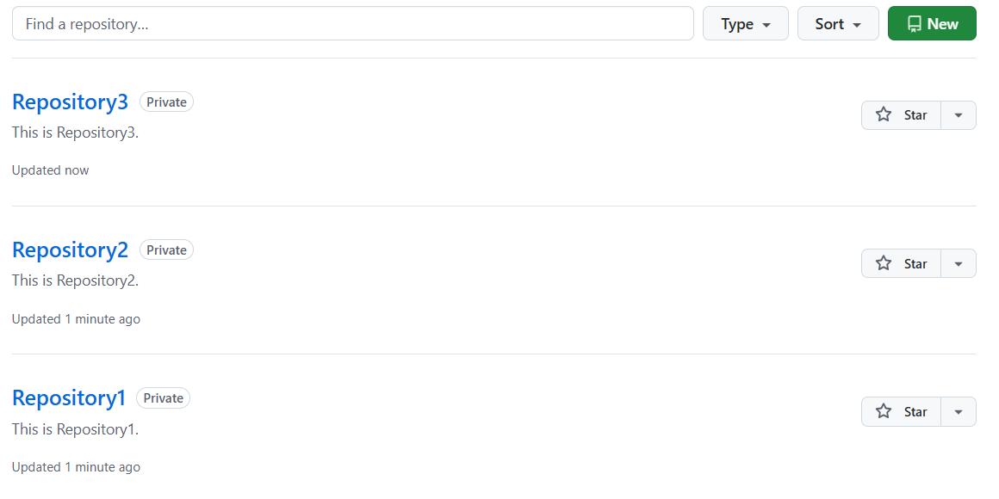 Find a repository…
Type
Sort
New
Repository3 Private
This is Repository3.
Star
Updated now
Repository2 Private
This is Repository2.
Star
Updated 1 minute ago
Repository1 Private
This is Repository1.
Star
Updated 1 minute ago